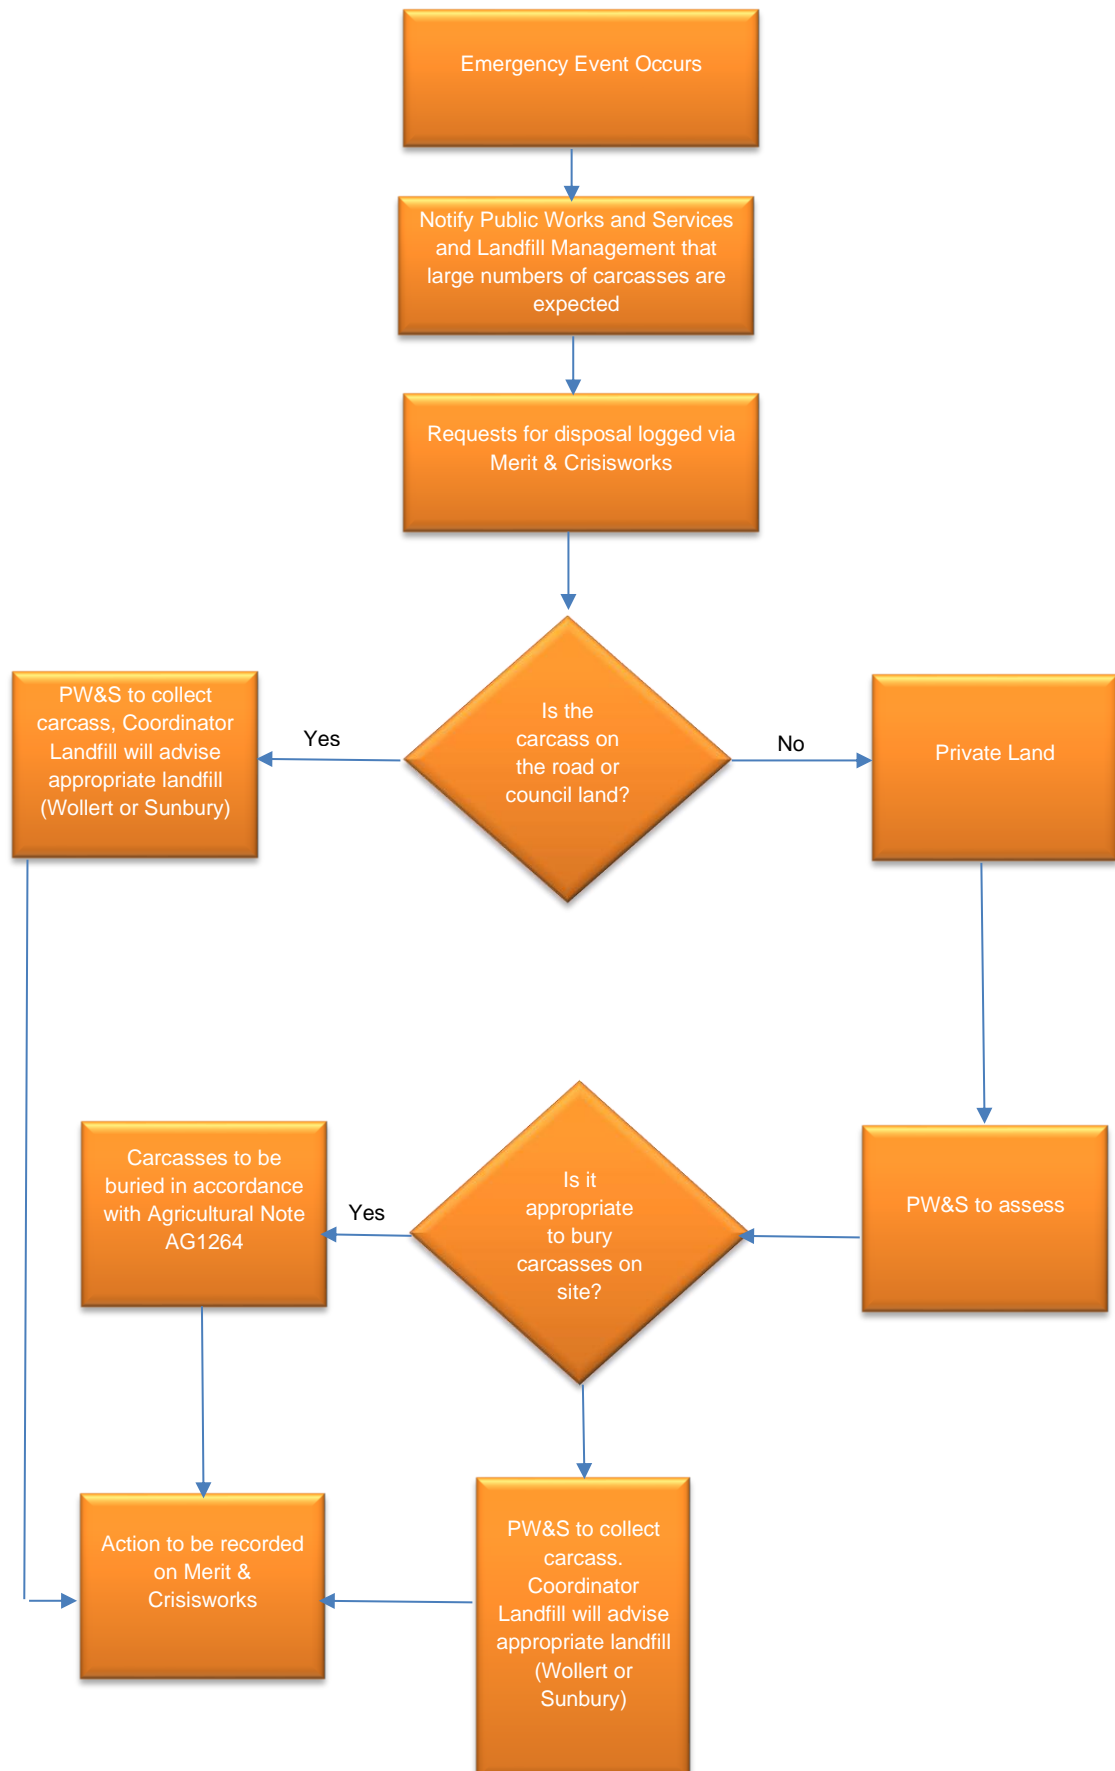 Emergency Event Occurs
Notify Public Works and Services
and Landfill Management that
large numbers of carcasses are
expected
Requests for disposal logged via
Merit & Crisisworks
Is the
carcass on
the road or
council land?
Yes
No
PW&S to collect
carcass, Coordinator
Landfill will advise
appropriate landfill
(Wollert or Sunbury)
Private Land
PW&S to assess
Is it
appropriate
to bury
carcasses on
site?
Yes
Carcasses to be
buried in accordance
with Agricultural Note
AG1264
PW&S to collect
carcass.
Coordinator
Landfill will advise
appropriate landfill
(Wollert or
Sunbury)
Action to be recorded
on Merit &
Crisisworks